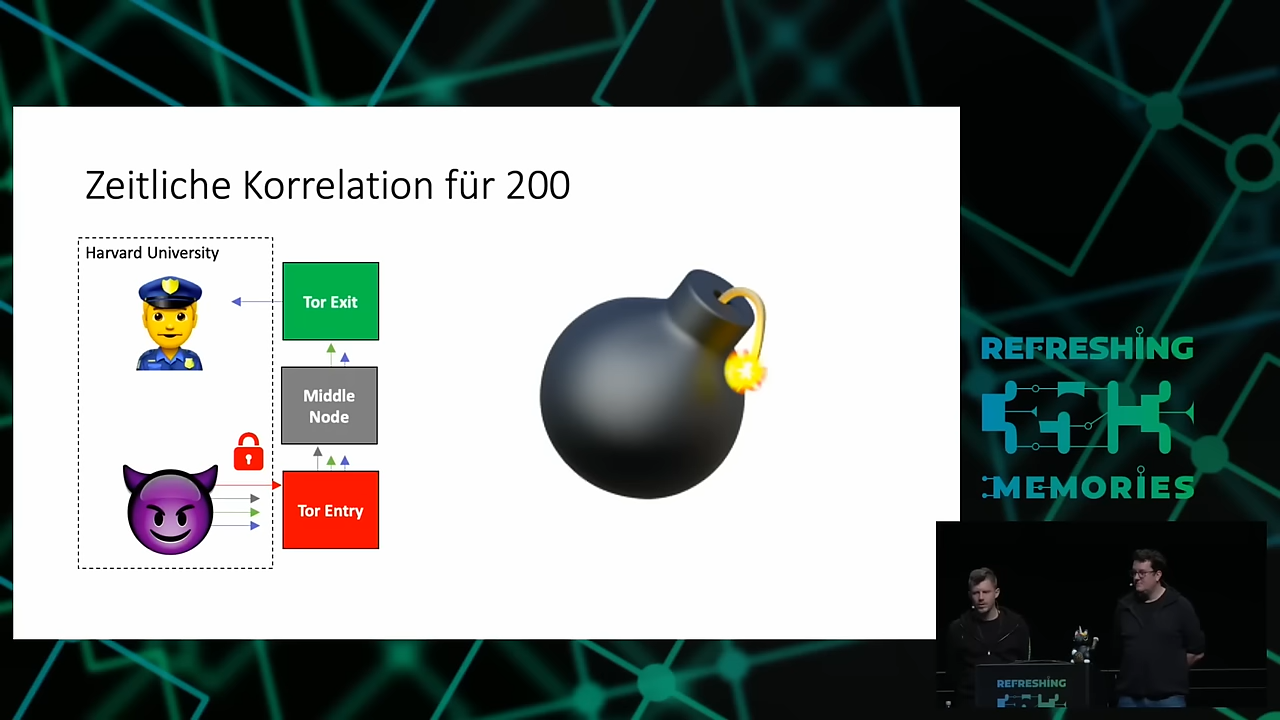 Zeitliche Korrelation für 200
Harvard University
Tor Exit
Middle
Node
Tor Entry
REFRESHING
MEMORIES
REFRESHING